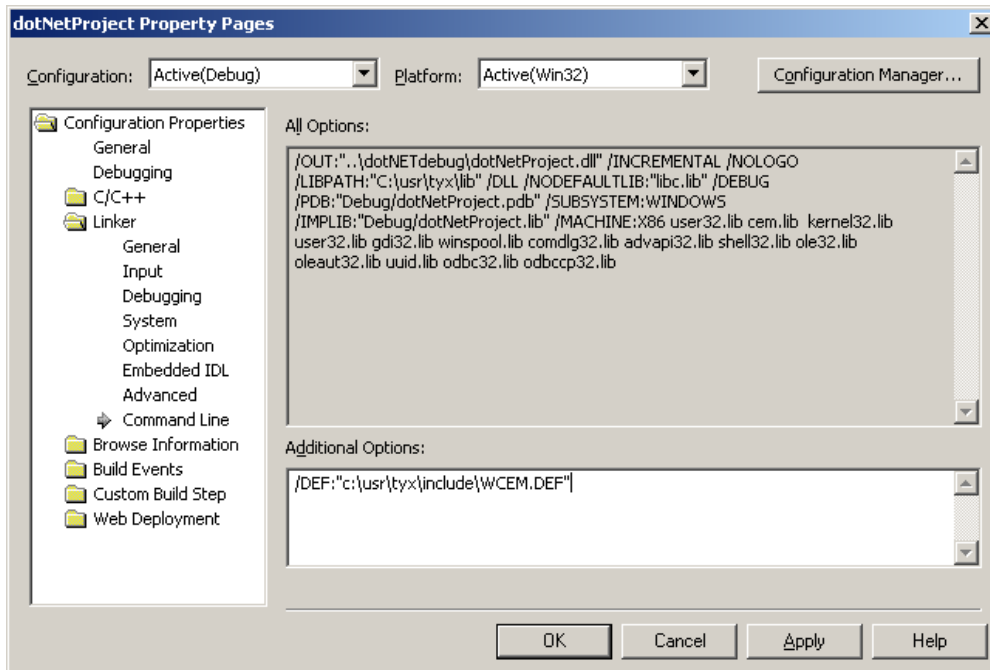 dotNetProject Property Pages
Configuration: Active(Debug) Platform: Active(Win32) Configuration Manager...
Configuration Properties
General
Debugging
C/C++
Linker
General
Input
Debugging
System
Optimization
Embedded IDL
Advanced
Command Line
Browse Information
Build Events
Custom Build Step
Web Deployment
All Options:
/OUT:"..\dotNETdebug\dotNetProject.dll" /INCREMENTAL /NOLOGO
/LIBPATH:"C:\usr\tyx\lib" /DLL /NODEFAULTLIB:"libc.lib" /DEBUG
/PDB:"Debug/dotNetProject.pdb" /SUBSYSTEM:WINDOWS
/IMPLIB:"Debug/dotNetProject.lib" /MACHINE:X86 user32.lib cem.lib kernel32.lib
user32.lib gdi32.lib winspool.lib comdlg32.lib advapi32.lib shell32.lib ole32.lib
oleaut32.lib uuid.lib odbc32.lib odbccp32.lib
Additional Options:
/DEF:"c:\usr\tyx\include\WCEM.DEF"
OK Cancel Apply Help